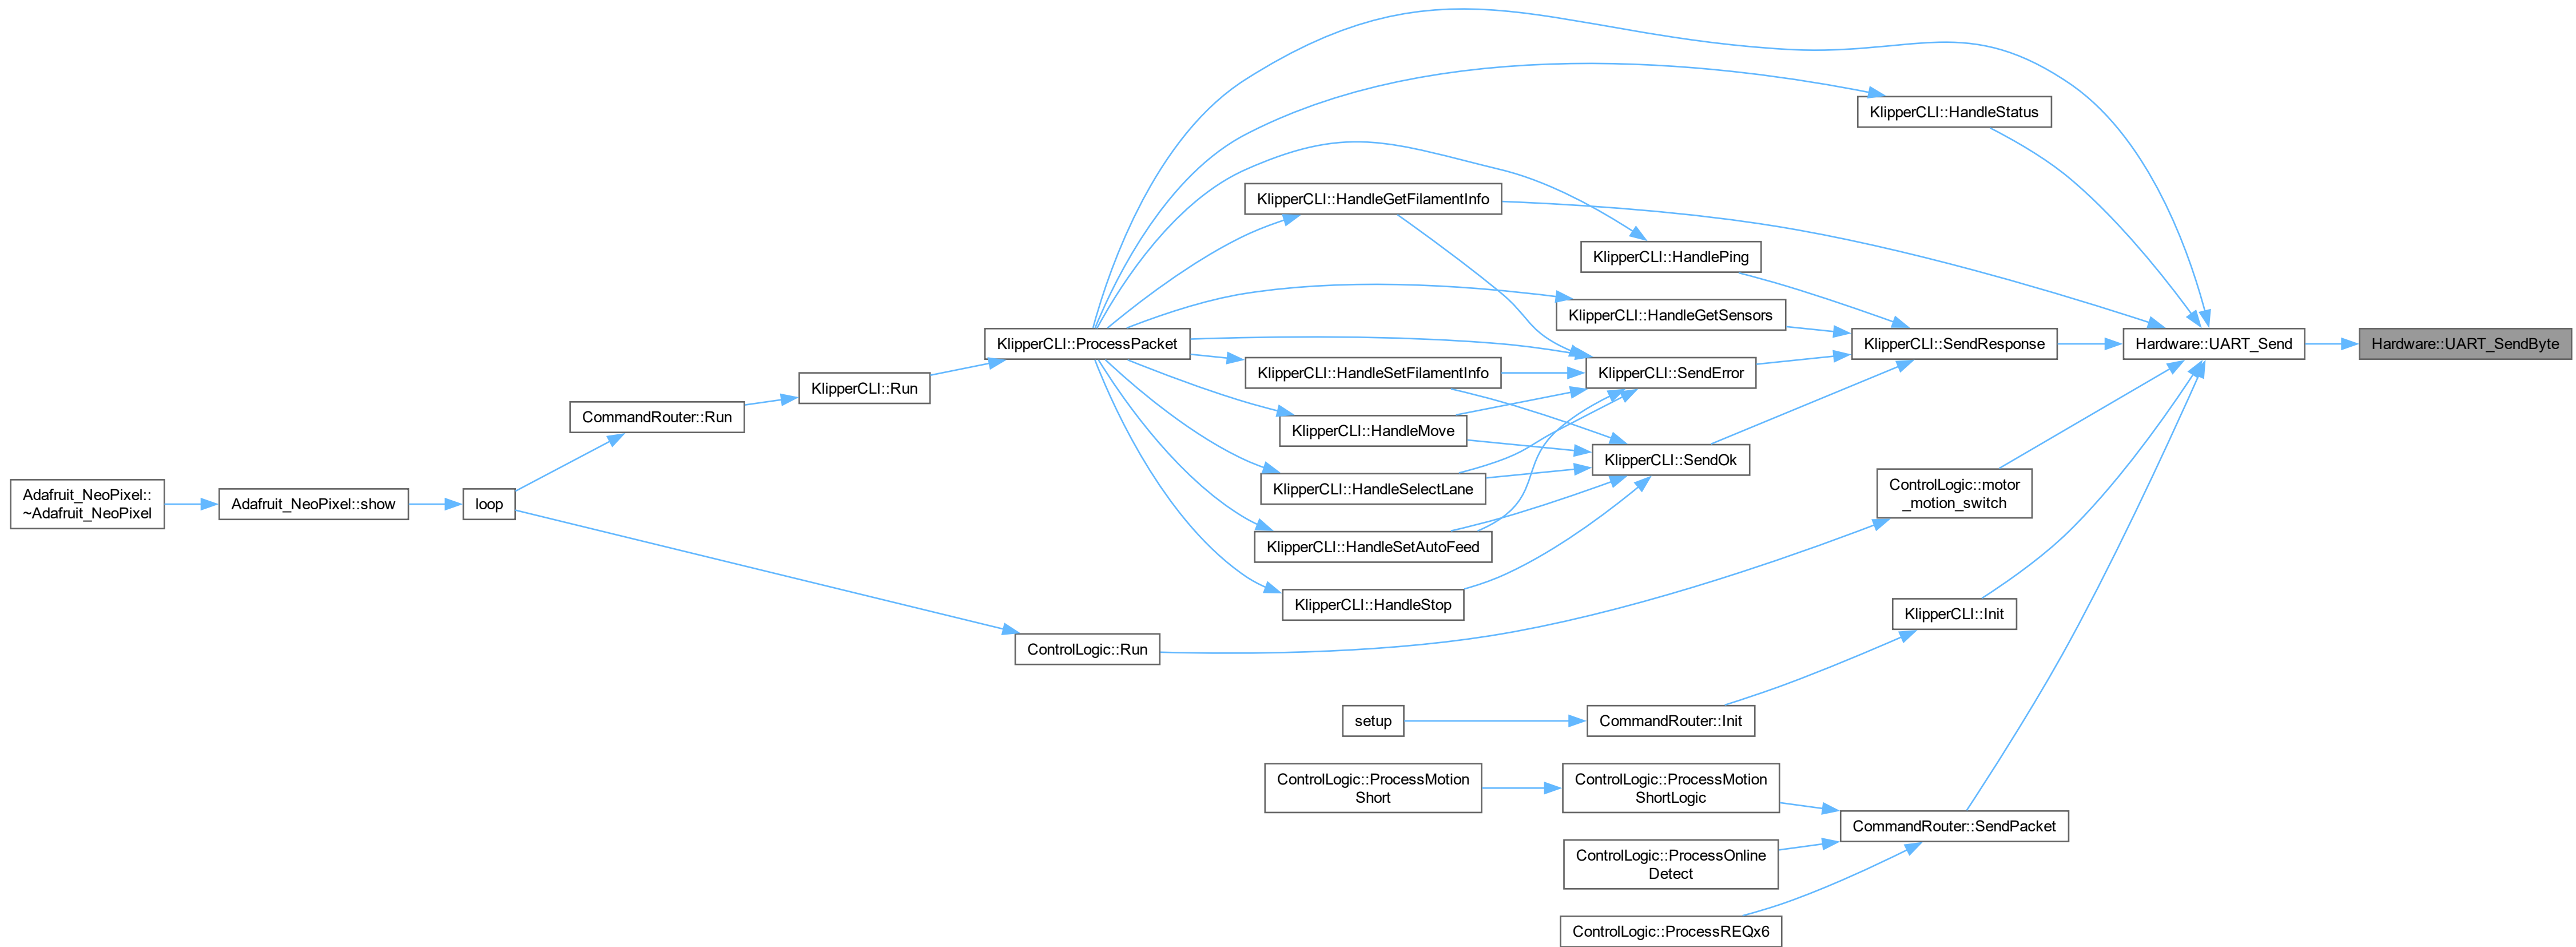 KlipperCLI::HandleStatus
KlipperCLI::HandleGetFilamentInfo
KlipperCLI::HandlePing
KlipperCLI::HandleGetSensors
KlipperCLI::ProcessPacket
KlipperCLI::SendResponse
Hardware::UART_Send
Hardware::UART_SendByte
KlipperCLI::HandleSetFilamentInfo
KlipperCLI::SendError
KlipperCLI::Run
CommandRouter::Run
KlipperCLI::HandleMove
KlipperCLI::SendOk
KlipperCLI::HandleSelectLane
Adafruit_NeoPixel::
~Adafruit_NeoPixel
Adafruit_NeoPixel::show
loop
ControlLogic::motor
_motion_switch
KlipperCLI::HandleSetAutoFeed
KlipperCLI::HandleStop
KlipperCLI::Init
ControlLogic::Run
setup
CommandRouter::Init
ControlLogic::ProcessMotion
Short
ControlLogic::ProcessMotion
ShortLogic
CommandRouter::SendPacket
ControlLogic::ProcessOnline
Detect
ControlLogic::ProcessREQx6